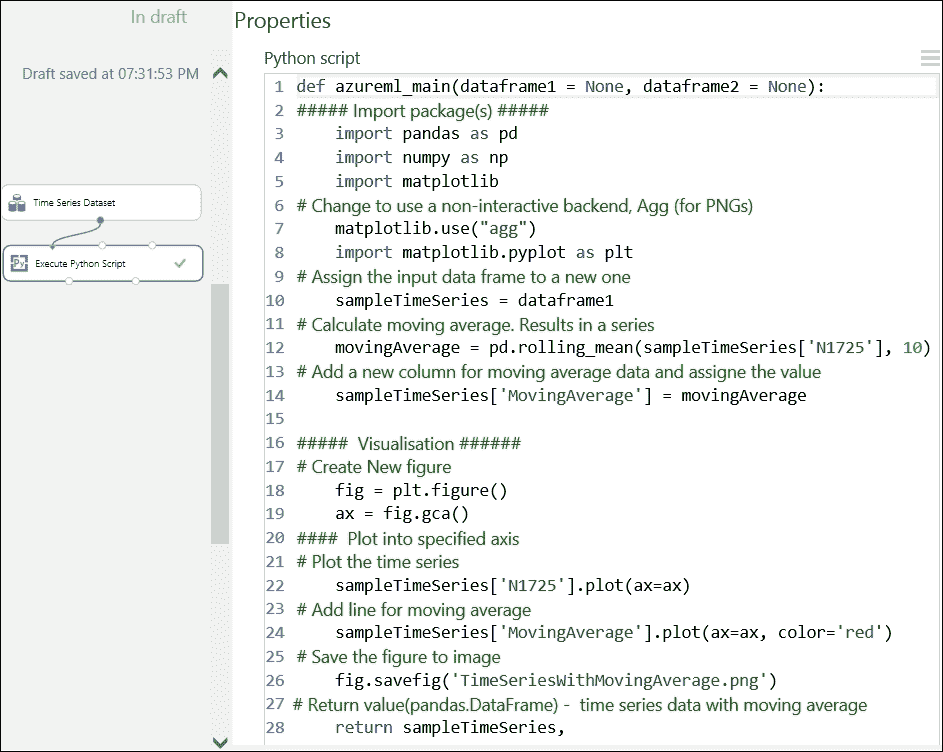 In draft
Draft saved at 07:31:53 PM
Time Series Dataset
Execute Python Script
Properties
Python script
1 def azureml_main(dataframe1 = None, dataframe2 = None):
2 ##### Import package(s) #####
3     import pandas as pd
4     import numpy as np
5     import matplotlib
6 # Change to use a non-interactive backend, Agg (for PNGs)
7     matplotlib.use("agg")
8     import matplotlib.pyplot as plt
9 # Assign the input data frame to a new one
10     sampleTimeSeries = dataframe1
11 # Calculate moving average. Results in a series
12     movingAverage = pd.rolling_mean(sampleTimeSeries['N1725'], 10)
13 # Add a new column for moving average data and assigne the value
14     sampleTimeSeries['MovingAverage'] = movingAverage
15
16 ##### Visualisation ######
17 # Create New figure
18     fig = plt.figure()
19     ax = fig.gca()
20 #### Plot into specified axis
21 # Plot the time series
22     sampleTimeSeries['N1725'].plot(ax=ax)
23 # Add line for moving average
24     sampleTimeSeries['MovingAverage'].plot(ax=ax, color='red')
25 # Save the figure to image
26     fig.savefig('TimeSeriesWithMovingAverage.png')
27 # Return value(pandas.DataFrame) - time series data with moving average
28     return sampleTimeSeries,